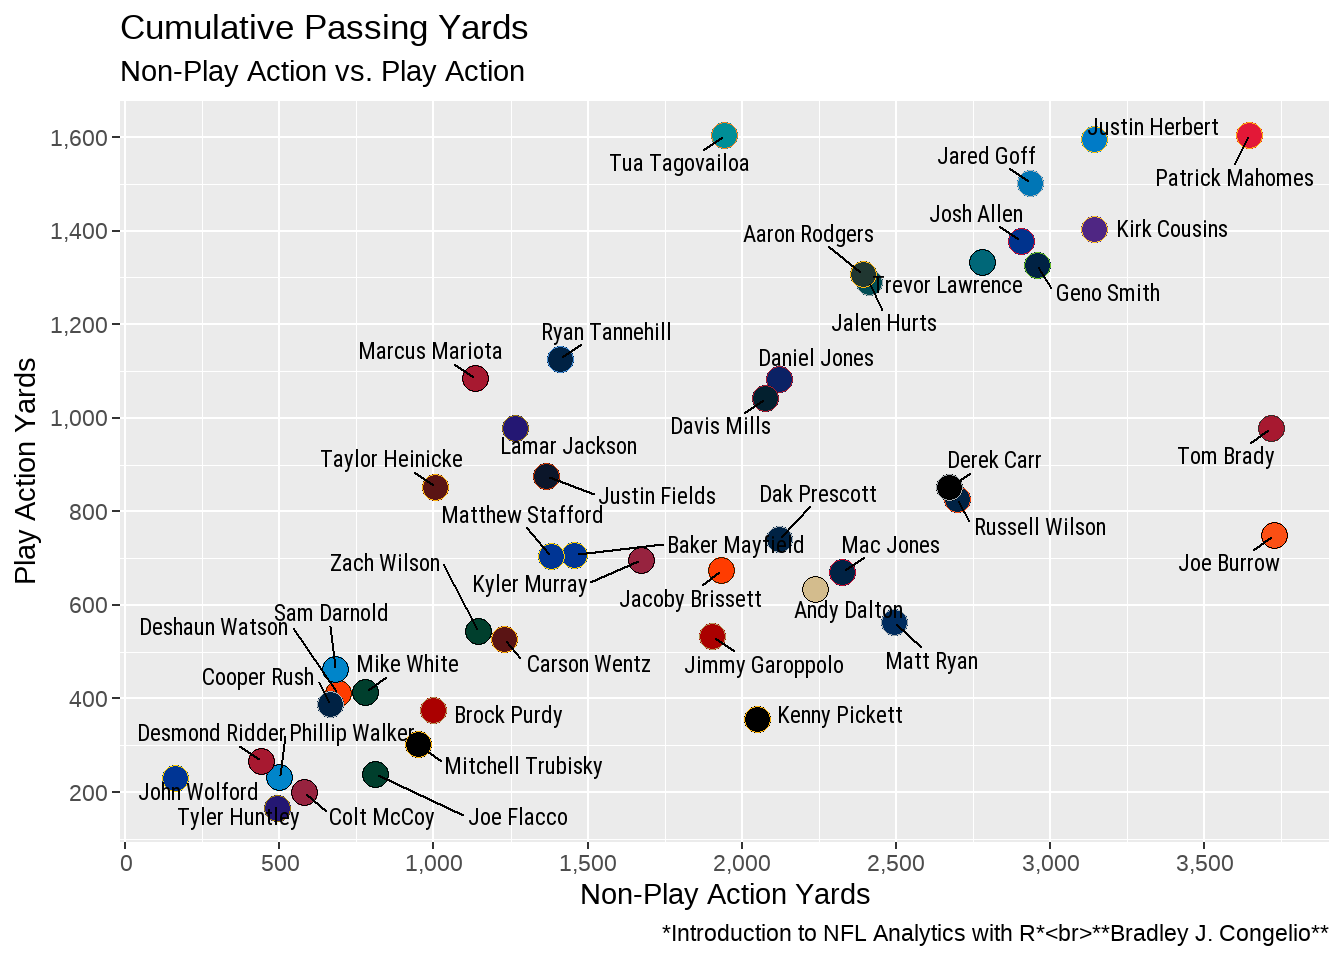 Cumulative Passing Yards
Non-Play Action vs. Play Action
1,600
1,400
1,200
1,000
800
600
400
200
Play Action Yards
Justin Herbert
Tua Tagovailoa
Jared Goff
Patrick Mahomes
Josh Allen
Kirk Cousins
Aaron Rodgers
Trevor Lawrence
Geno Smith
Jalen Hurts
Ryan Tannehill
Marcus Mariota
Daniel Jones
Davis Mills
Lamar Jackson
Tom Brady
Taylor Heinicke
Derek Carr
Justin Fields
Dak Prescott
Matthew Stafford
Russell Wilson
Baker Mayfield
Mac Jones
Zach Wilson
Joe Burrow
Kyler Murray
Jacoby Brissett
Andy Dalton
Sam Darnold
Deshaun Watson
Carson Wentz
Jimmy Garoppolo
Matt Ryan
Mike White
Cooper Rush
Brock Purdy
Kenny Pickett
Desmond Ridder
Phillip Walker
Mitchell Trubisky
John Wolford
Tyler Huntley
Colt McCoy
Joe Flacco
0 500 1,000 1,500 2,000 2,500 3,000 3,500
Non-Play Action Yards
*Introduction to NFL Analytics with R*<br>**Bradley J. Congelio**